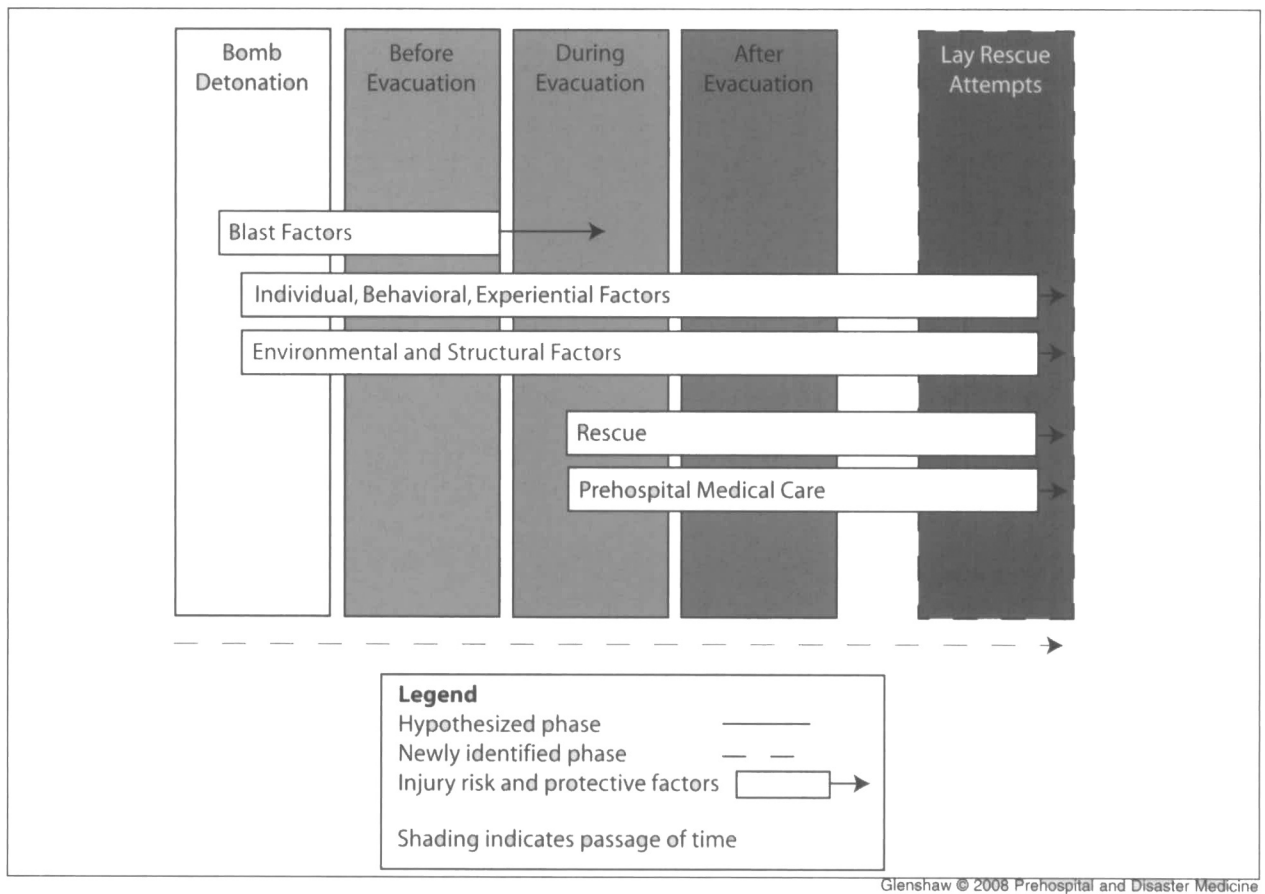 Bomb
Detonation
Before
Evacuation
During
Evacuation
After
Evacuation
Lay Rescue
Attempts
Blast Factors
Individual, Behavioral, Experiential Factors
Environmental and Structural Factors
Rescue
Prehospital Medical Care
Legend
Hypothesized phase
Newly identified phase
Injury risk and protective factors
Shading indicates passage of time
Glenshaw © 2008 Prehospital and Disaster Medicine